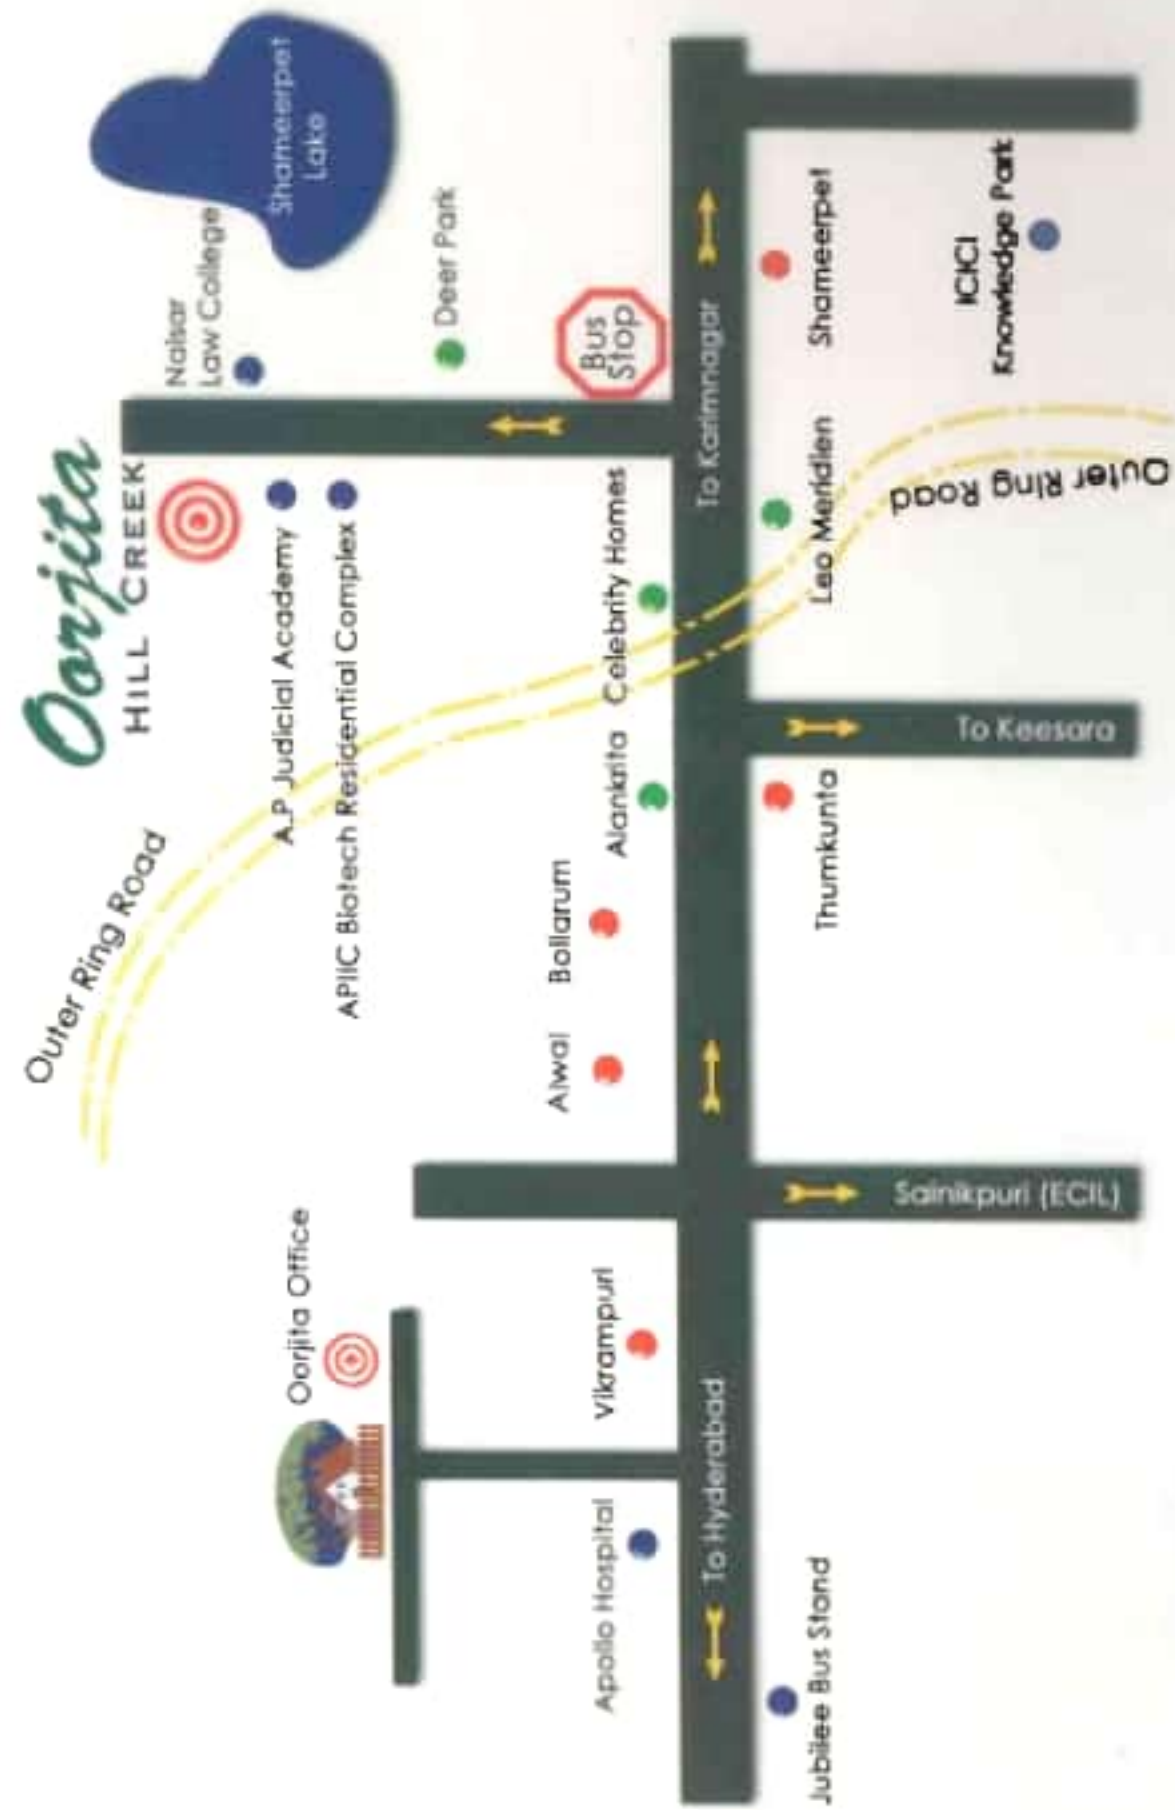 Oorjita
HILL CREEK
Outer Ring Road
Nalsar
Law College
Shameerpet
Lake
A.P Judicial Academy
APIIC Biotech Residential Complex
Deer Park
Oorjita Office
Bus
Stop
Apollo Hospital
Vikrampuri
Alwal
Bollarum
Alankrita
Celebrity Homes
To Hyderabad
To Karimnagar
Jubilee Bus Stand
Thumkunta
Leo Meridien
Shameerpet
Sainikpuri (ECIL)
To Keesara
Outer Ring Road
ICICI
Knowledge Park